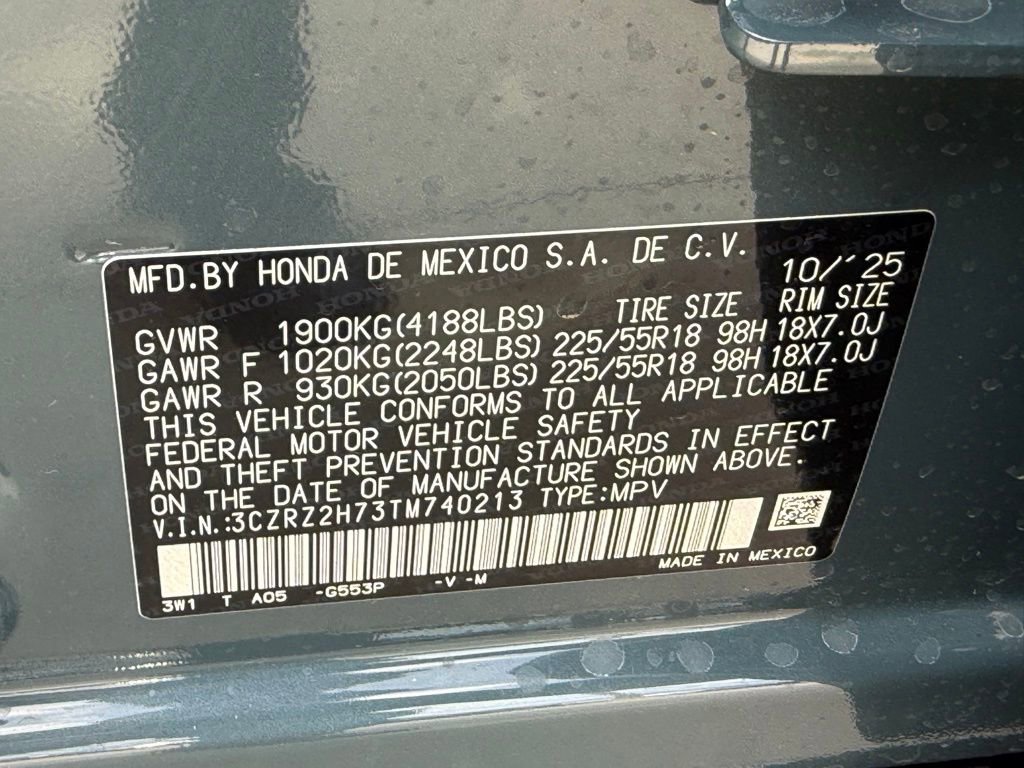 MFD.BY HONDA DE MEXICO S.A. DE C.V. 10/'25
TIRE SIZE RIM SIZE
GVWR 1900KG(4188LBS)
GAWR F 1020KG(2248LBS) 225/55R18 98H 18X7.0J
GAWR R 930KG(2050LBS) 225/55R18 98H 18X7.0J
THIS VEHICLE CONFORMS TO ALL APPLICABLE
FEDERAL MOTOR VEHICLE SAFETY
AND THEFT PREVENTION STANDARDS IN EFFECT
ON THE DATE OF MANUFACTURE SHOWN ABOVE.
V.I.N.:3CZRZ2H73TM740213 TYPE:MPV
MADE IN MEXICO
3W1 T A05 -G553P -V -M